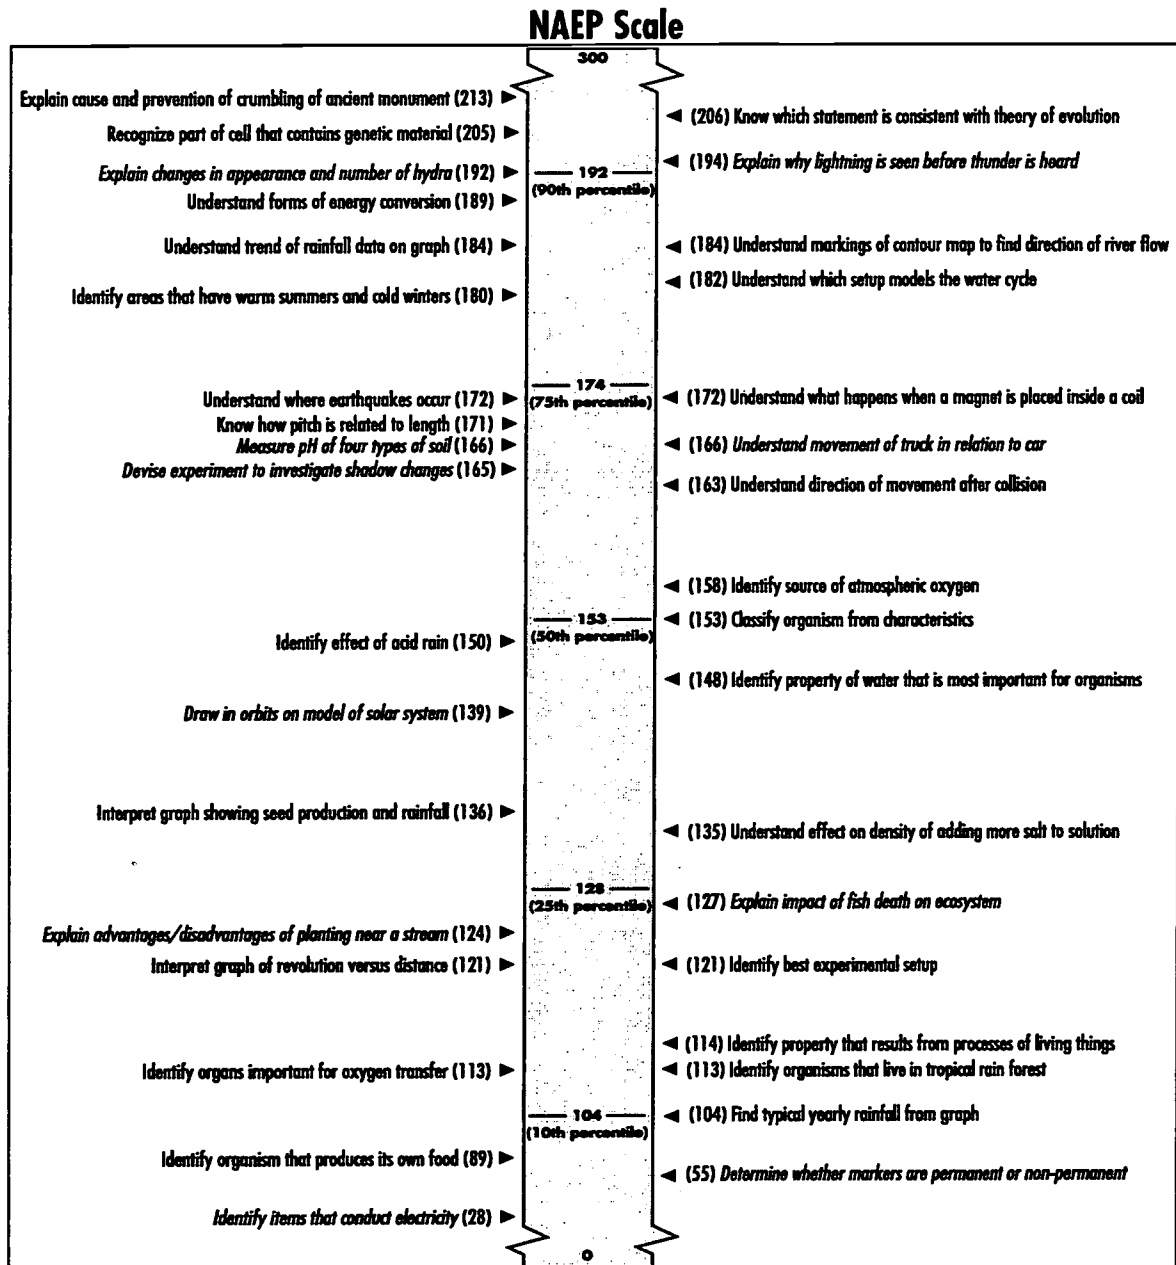 NAEP Scale
300
Explain cause and prevention of crumbling of ancient monument (213) ►
◄ (206) Know which statement is consistent with theory of evolution
Recognize part of cell that contains genetic material (205) ►
◄ (194) Explain why lightning is seen before thunder is heard
Explain changes in appearance and number of hydra (192) ►
192
(90th percentile)
Understand forms of energy conversion (189) ►
Understand trend of rainfall data on graph (184) ►
◄ (184) Understand markings of contour map to find direction of river flow
◄ (182) Understand which setup models the water cycle
Identify areas that have warm summers and cold winters (180) ►
174
(75th percentile)
Understand where earthquakes occur (172) ►
◄ (172) Understand what happens when a magnet is placed inside a coil
Know how pitch is related to length (171) ►
Measure pH of four types of soil (166) ►
◄ (166) Understand movement of truck in relation to car
Devise experiment to investigate shadow changes (165) ►
◄ (163) Understand direction of movement after collision
◄ (158) Identify source of atmospheric oxygen
153
(50th percentile)
◄ (153) Classify organism from characteristics
Identify effect of acid rain (150) ►
◄ (148) Identify property of water that is most important for organisms
Draw in orbits on model of solar system (139) ►
Interpret graph showing seed production and rainfall (136) ►
◄ (135) Understand effect on density of adding more salt to solution
128
(25th percentile)
◄ (127) Explain impact of fish death on ecosystem
Explain advantages/disadvantages of planting near a stream (124) ►
Interpret graph of revolution versus distance (121) ►
◄ (121) Identify best experimental setup
◄ (114) Identify property that results from processes of living things
Identify organs important for oxygen transfer (113) ►
◄ (113) Identify organisms that live in tropical rain forest
104
(10th percentile)
◄ (104) Find typical yearly rainfall from graph
Identify organism that produces its own food (89) ►
◄ (55) Determine whether markers are permanent or non-permanent
Identify items that conduct electricity (28) ►
0